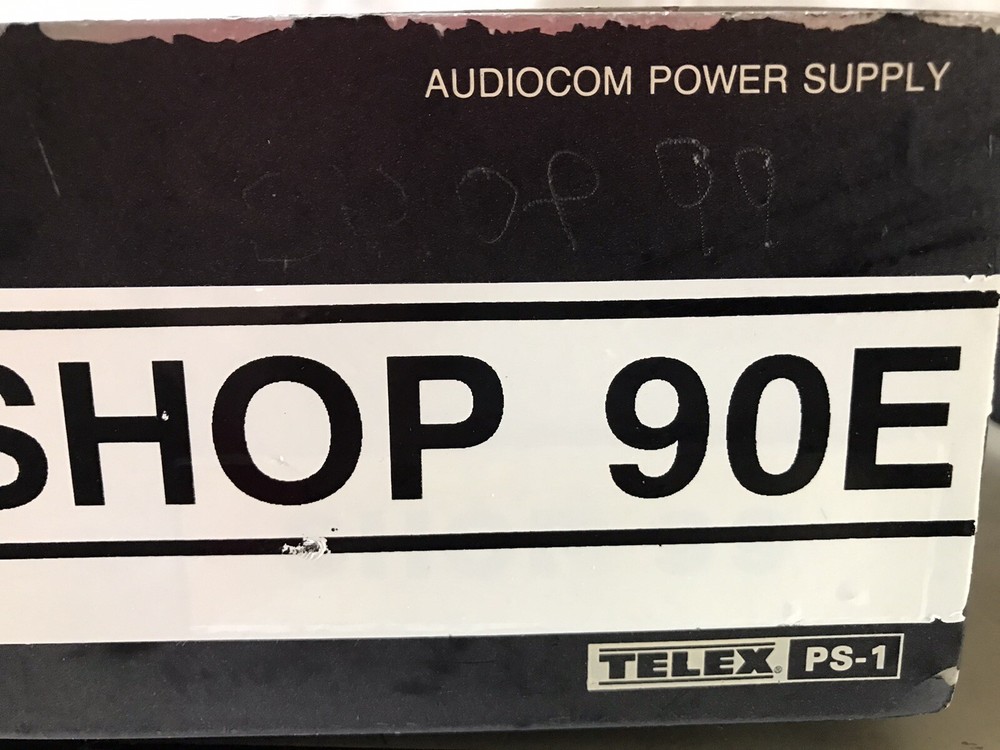 AUDIOCOM POWER SUPPLY
SHOP 90E
TELEX® PS-1